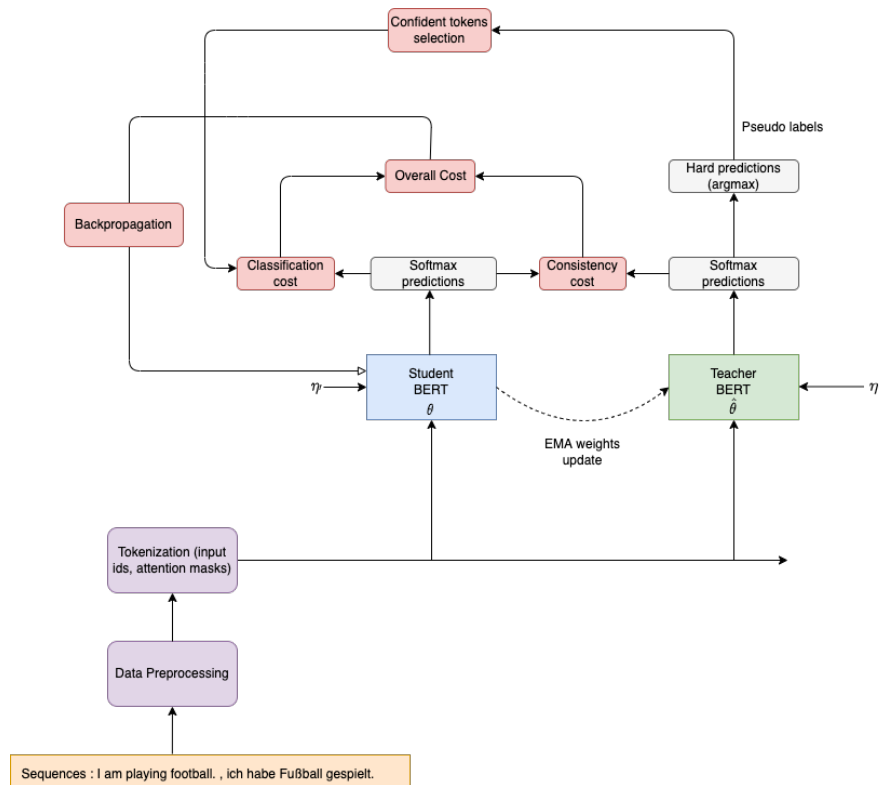 Confident tokens
selection
Pseudo labels
Overall Cost
Hard predictions
(argmax)
Backpropagation
Classification
cost
Softmax
predictions
Consistency
cost
Softmax
predictions
Student
BERT
θ
η'
Teacher
BERT
θ̂
η
EMA weights
update
Tokenization (input
ids, attention masks)
Data Preprocessing
Sequences : I am playing football. , ich habe Fußball gespielt.